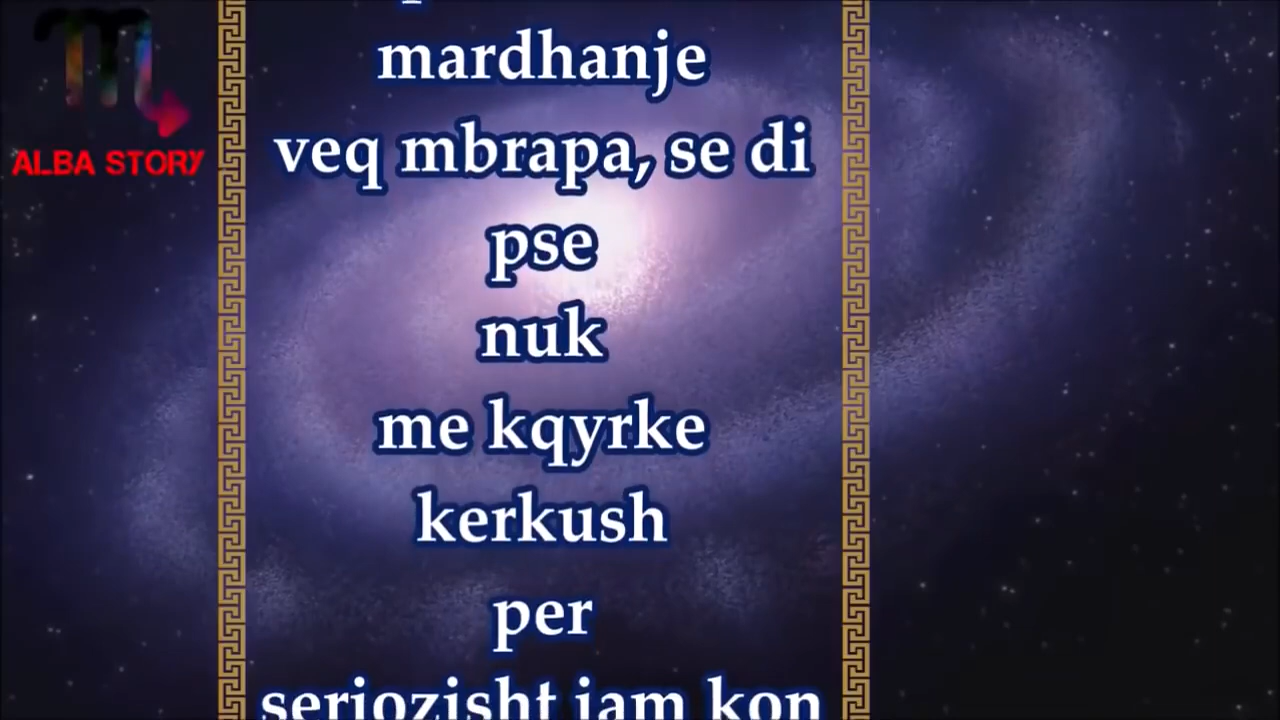 ALBA STORY
mardhanje
veq mbrapa, se di
pse
nuk
me kqyrke
kerkush
per
seriozisht jam kon